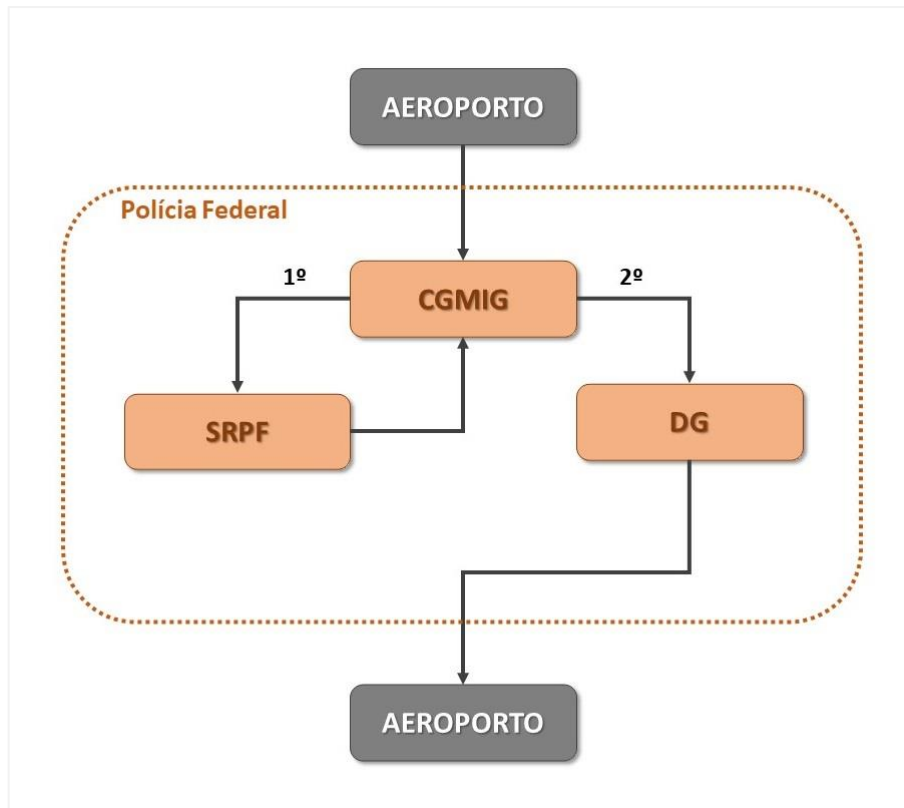 AEROPORTO
Polícia Federal
1º
CGMIG
2º
SRPF
DG
AEROPORTO